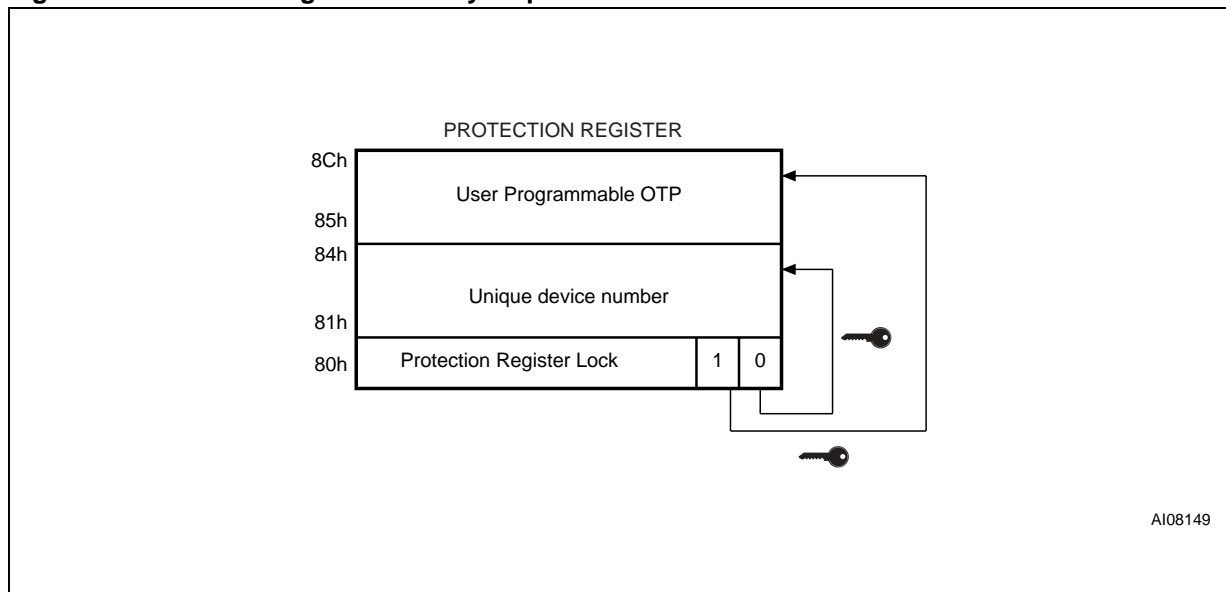 PROTECTION REGISTER
8Ch
User Programmable OTP
85h
84h
Unique device number
81h
80h
Protection Register Lock 1 0
AI08149